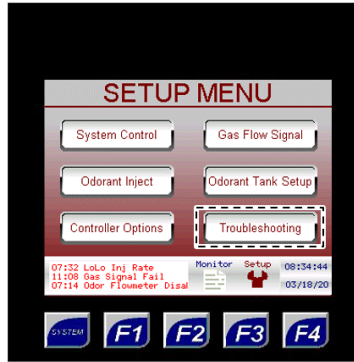 SETUP MENU
System Control
Gas Flow Signal
Odorant Inject
Odorant Tank Setup
Controller Options
Troubleshooting
07:32 LoLo Inj Rate
11:08 Gas Signal Fail
07:14 Odor Flowmeter Disa
Monitor
Setup
08:34:44
03/18/20
SYSTEM
F1
F2
F3
F4